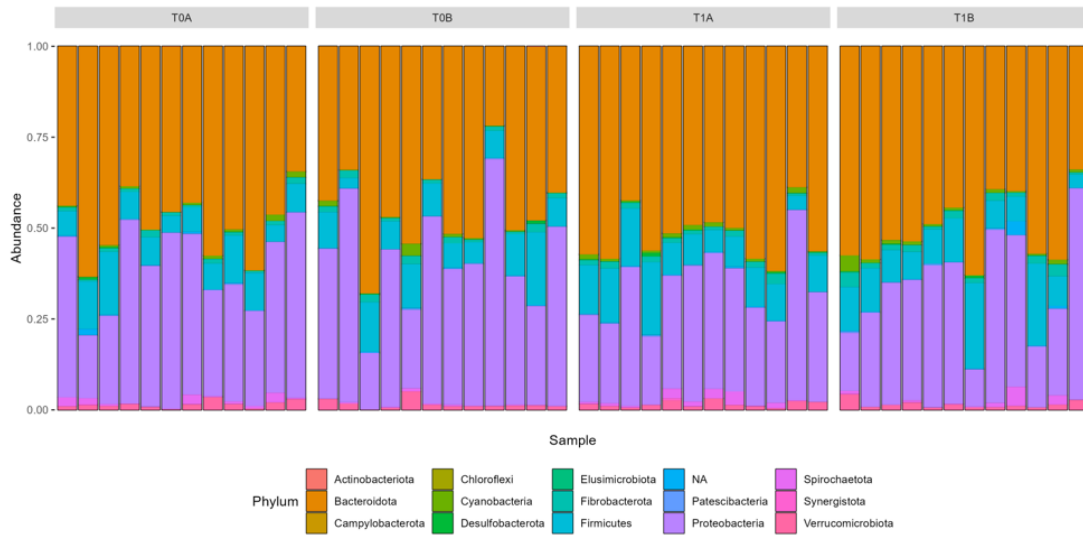 T0A T0B T1A T1B
1.00
0.75
0.50
0.25
0.00
Abundance
Sample
Phylum
Actinobacteriota Chloroflexi Elusimicrobiota NA Spirochaetota
Bacteroidota Cyanobacteria Fibrobacterota Patescibacteria Synergistota
Campylobacterota Desulfobacterota Firmicutes Proteobacteria Verrucomicrobiota